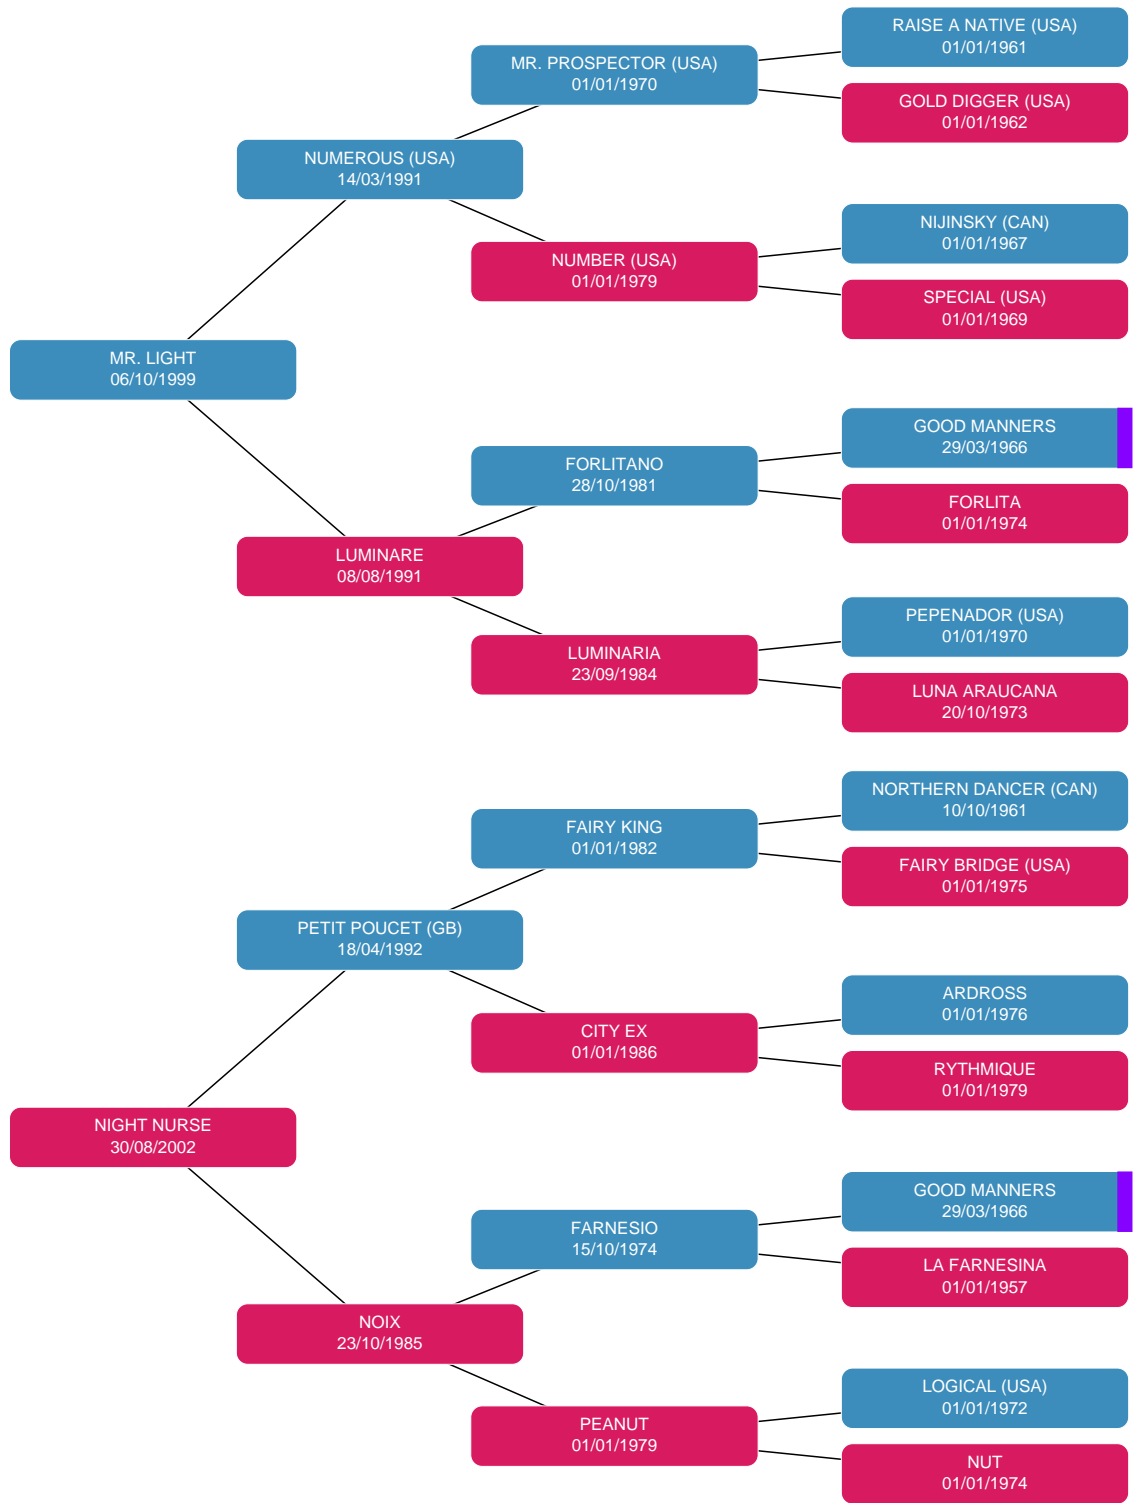 RAISE A NATIVE (USA)
01/01/1961
MR. PROSPECTOR (USA)
01/01/1970
GOLD DIGGER (USA)
01/01/1962
NUMEROUS (USA)
14/03/1991
NIJINSKY (CAN)
01/01/1967
NUMBER (USA)
01/01/1979
SPECIAL (USA)
01/01/1969
MR. LIGHT
06/10/1999
GOOD MANNERS
29/03/1966
FORLITANO
28/10/1981
FORLITA
01/01/1974
LUMINARE
08/08/1991
PEPENADOR (USA)
01/01/1970
LUMINARIA
23/09/1984
LUNA ARAUCANA
20/10/1973
NORTHERN DANCER (CAN)
10/10/1961
FAIRY KING
01/01/1982
FAIRY BRIDGE (USA)
01/01/1975
PETIT POUCET (GB)
18/04/1992
ARDROSS
01/01/1976
CITY EX
01/01/1986
RYTHMIQUE
01/01/1979
NIGHT NURSE
30/08/2002
GOOD MANNERS
29/03/1966
FARNESIO
15/10/1974
LA FARNESINA
01/01/1957
NOIX
23/10/1985
LOGICAL (USA)
01/01/1972
PEANUT
01/01/1979
NUT
01/01/1974